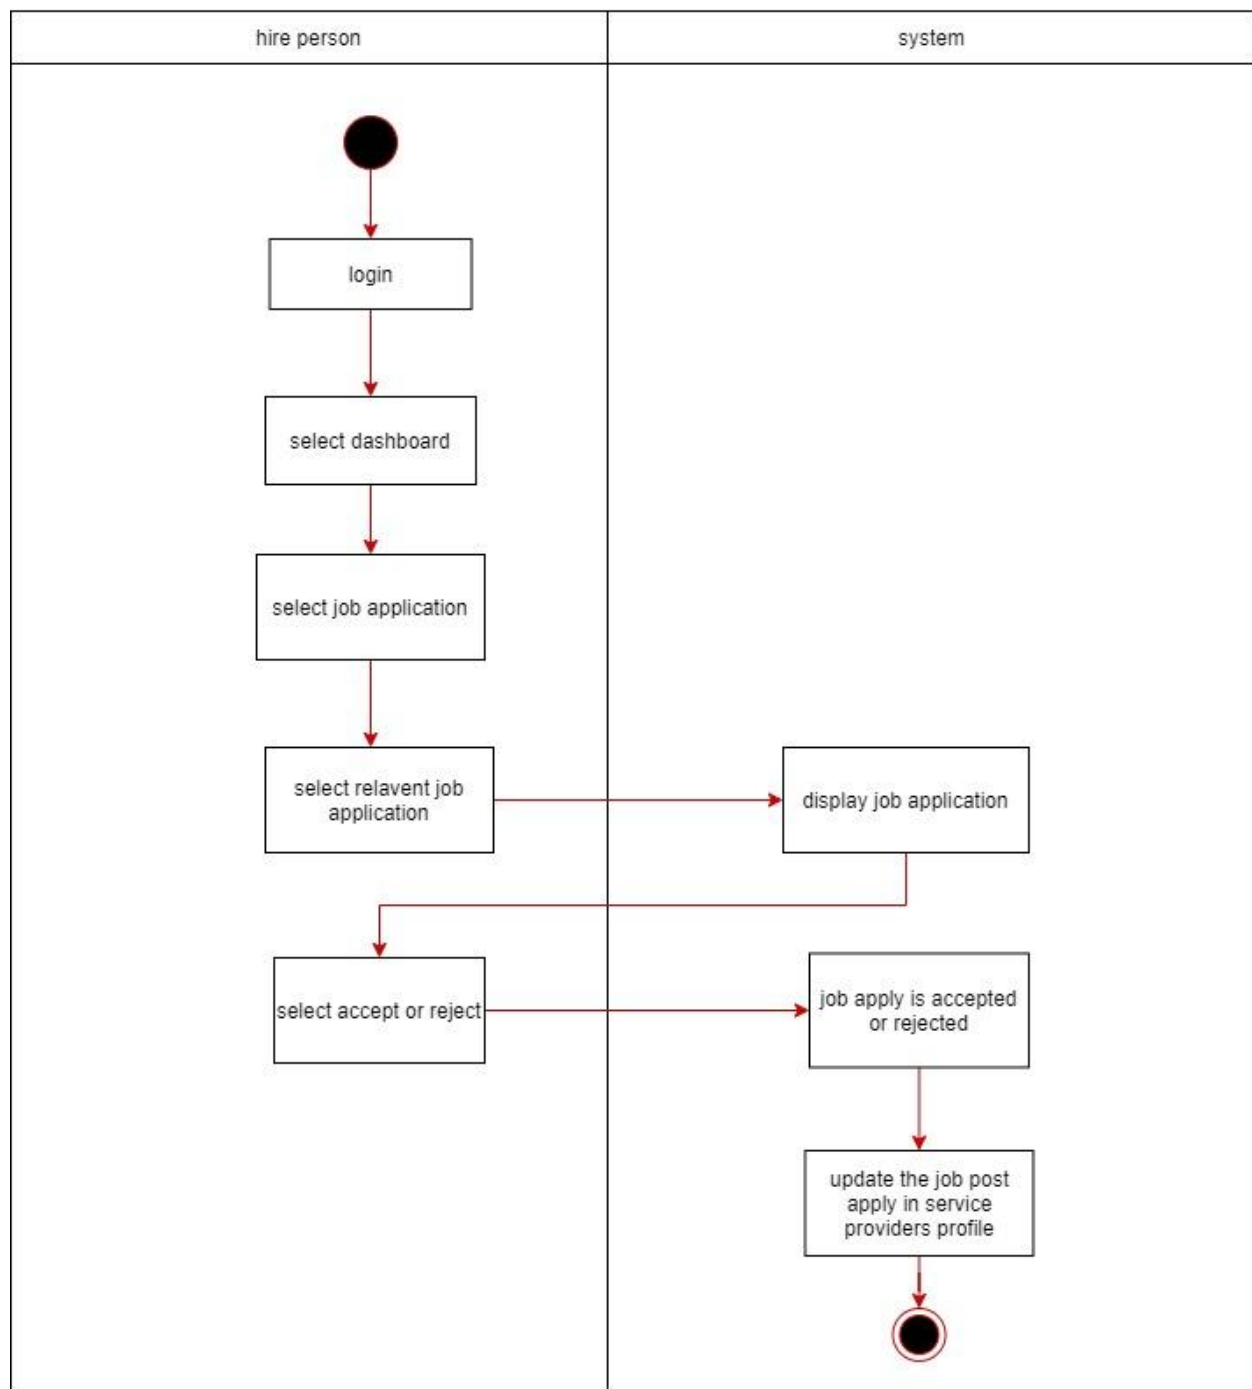 hire person
system
login
select dashboard
select job application
select relavent job
application
display job application
select accept or reject
job apply is accepted
or rejected
update the job post
apply in service
providers profile